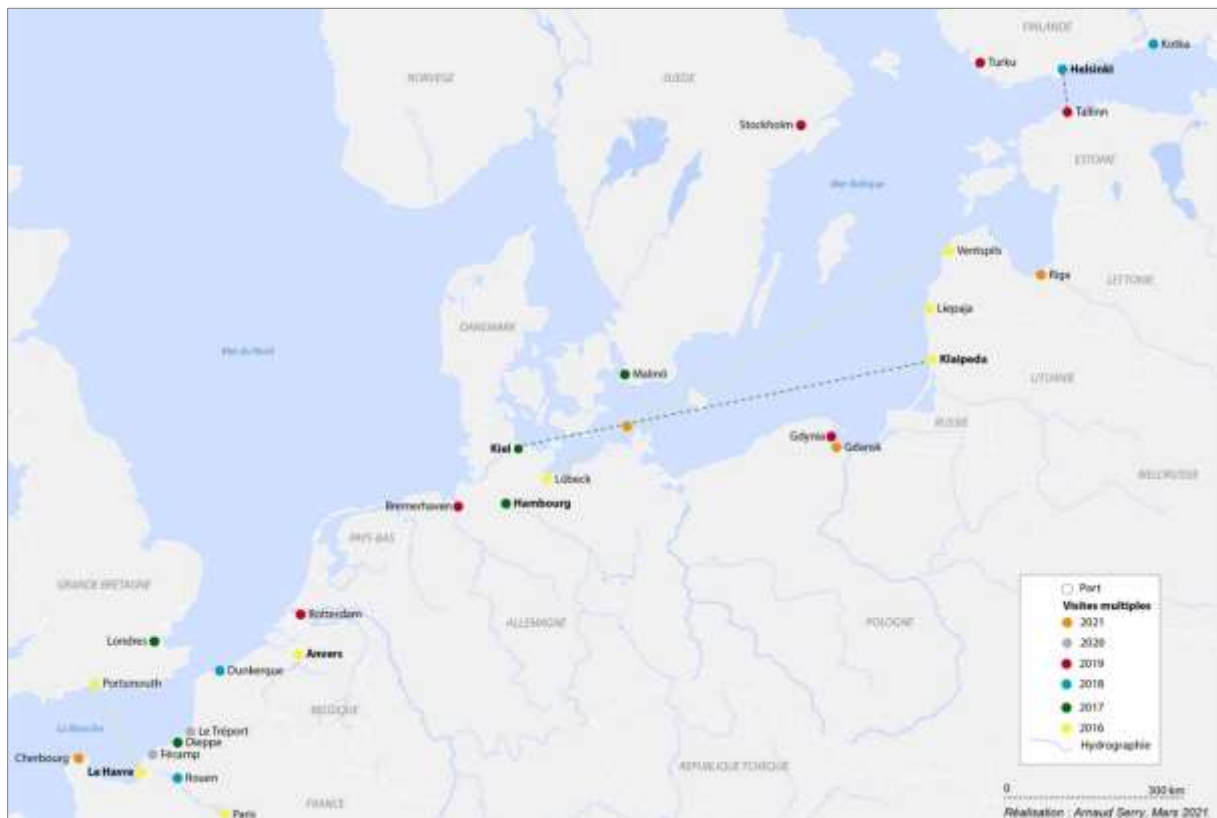 FINLANDE
Kotka
Turku
Helsinki
NORVEGE
SUEDE
Tallinn
Stockholm
ESTONIE
Mer Baltique
Ventspils
Riga
LETTONIE
Liepaja
DANEMARK
Mer du Nord
Klaipeda
Malmö
LITUANIE
RUSSIE
Gdynia
Gdansk
Kiel
BIELORUSSIE
Lübeck
Bremerhaven
Hambourg
PAYS-BAS
GRANDE BRETAGNE
Rotterdam
ALLEMAGNE
POLOGNE
Londres
Anvers
Dunkerque
Portsmouth
BELGIQUE
La Manche
Le Tréport
Dieppe
Fécamp
Cherbourg
Le Havre
Rouen
REPUBLIQUE TCHEQUE
FRANCE
Paris
Port
Visites multiples
2021
2020
2019
2018
2017
2016
Hydrographie
0 300 km
Réalisation : Arnaud Serry, Mars 2021